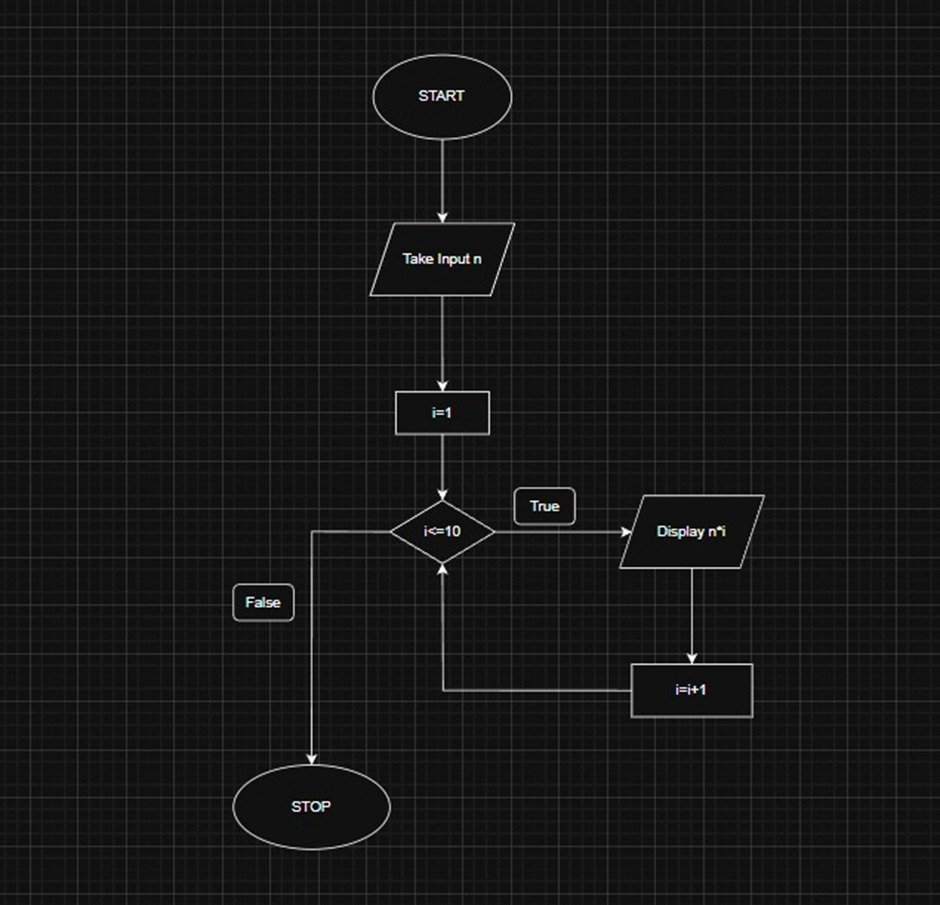 START
Take Input n
i=1
i<=10
True
Display n*i
False
i=i+1
STOP